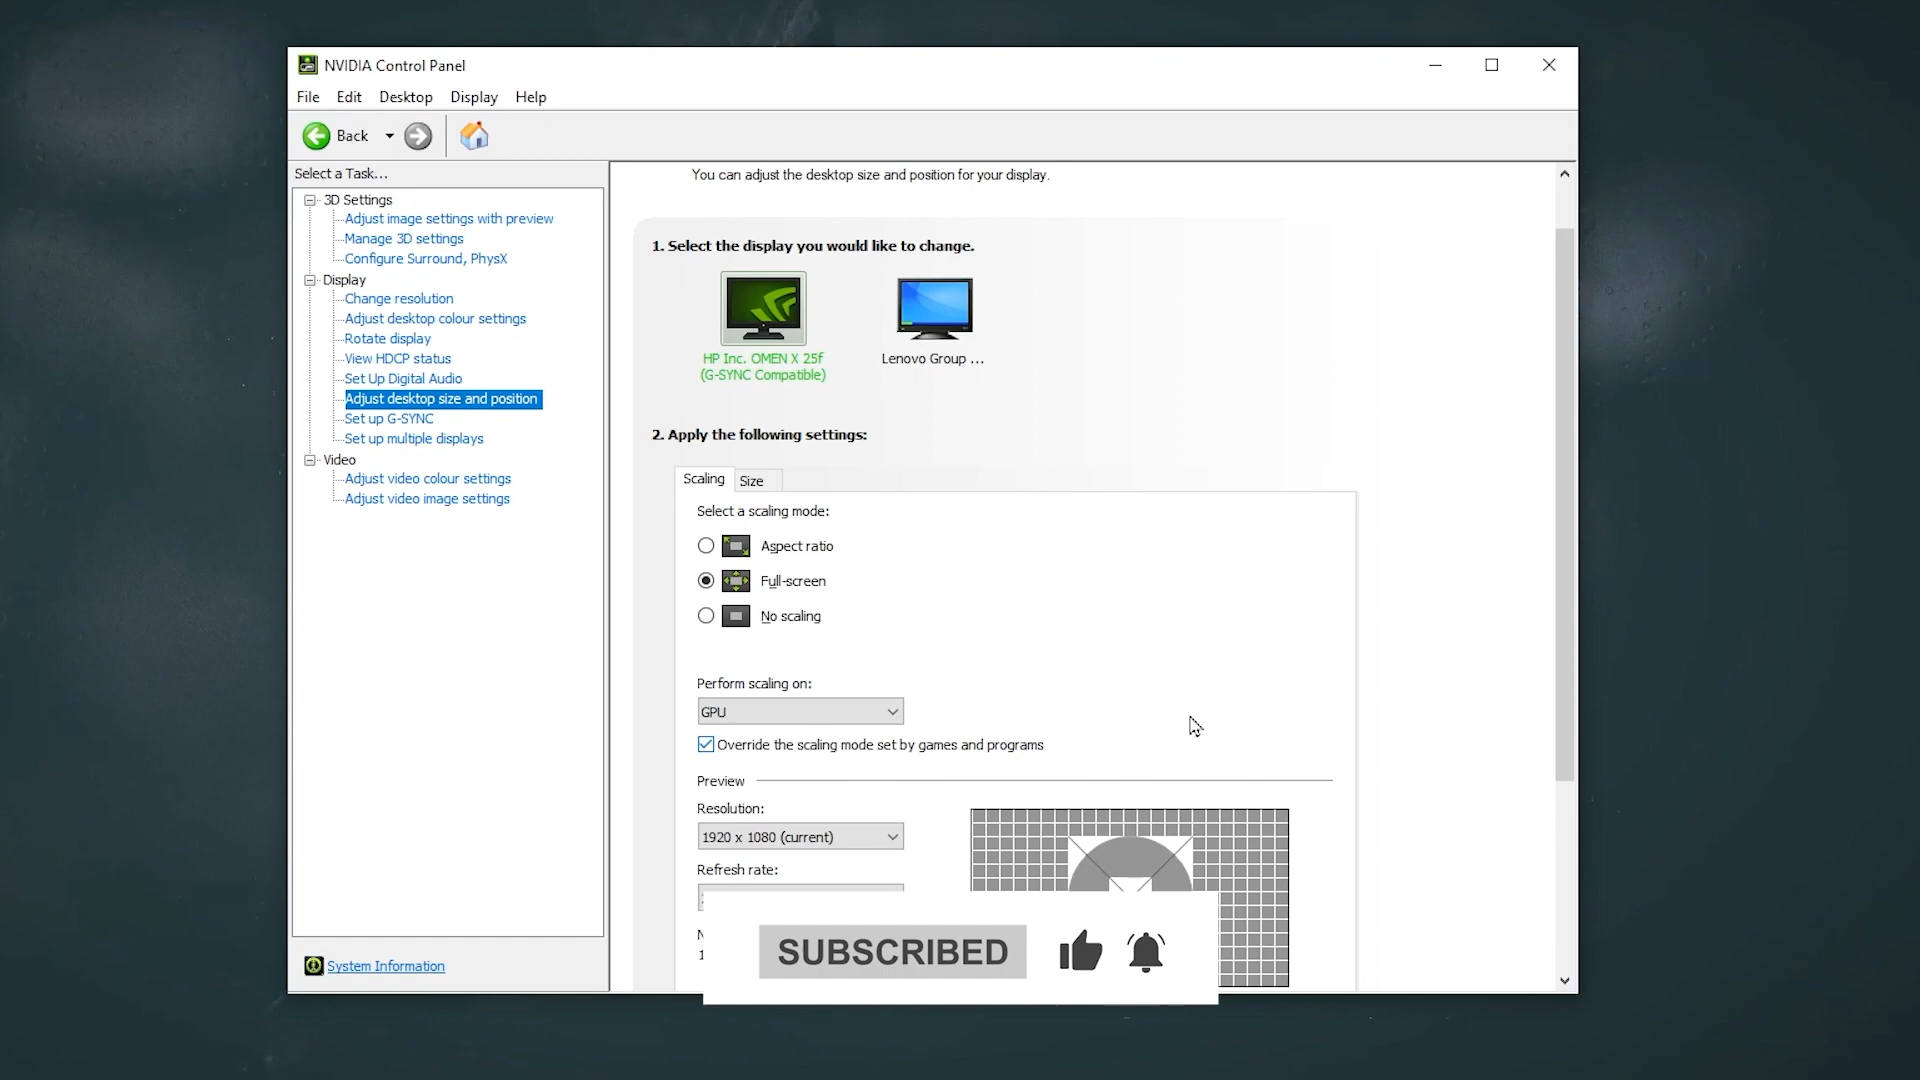 NVIDIA Control Panel
File Edit Desktop Display Help
Back
Select a Task...
3D Settings
Adjust image settings with preview
Manage 3D settings
Configure Surround, PhysX
Display
Change resolution
Adjust desktop colour settings
Rotate display
View HDCP status
Set Up Digital Audio
Adjust desktop size and position
Set up G-SYNC
Set up multiple displays
Video
Adjust video colour settings
Adjust video image settings
System Information
You can adjust the desktop size and position for your display.
1. Select the display you would like to change.
HP Inc. OMEN X 25f
(G-SYNC Compatible)
Lenovo Group ...
2. Apply the following settings:
Scaling Size
Select a scaling mode:
Aspect ratio
Full-screen
No scaling
Perform scaling on:
GPU
Override the scaling mode set by games and programs
Preview
Resolution:
1920 x 1080 (current)
Refresh rate:
SUBSCRIBED